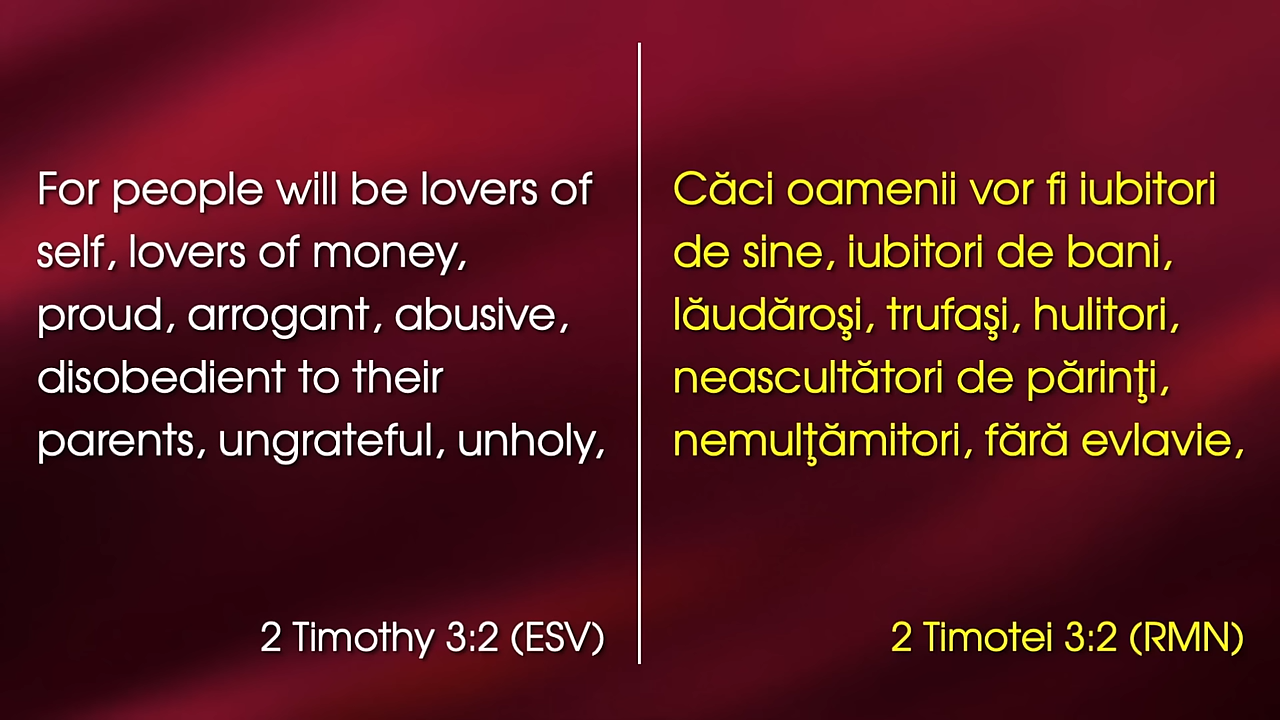 For people will be lovers of
self, lovers of money,
proud, arrogant, abusive,
disobedient to their
parents, ungrateful, unholy,
2 Timothy 3:2 (ESV)
Căci oamenii vor fi iubitori
de sine, iubitori de bani,
lăudăroşi, trufaşi, hulitori,
neascultători de părinţi,
nemulţămitori, fără evlavie,
2 Timotei 3:2 (RMN)